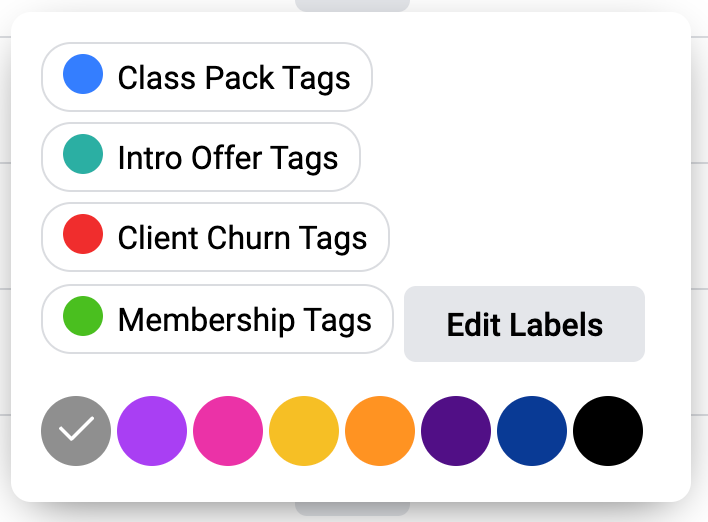 Class Pack Tags
Intro Offer Tags
Client Churn Tags
Membership Tags
Edit Labels